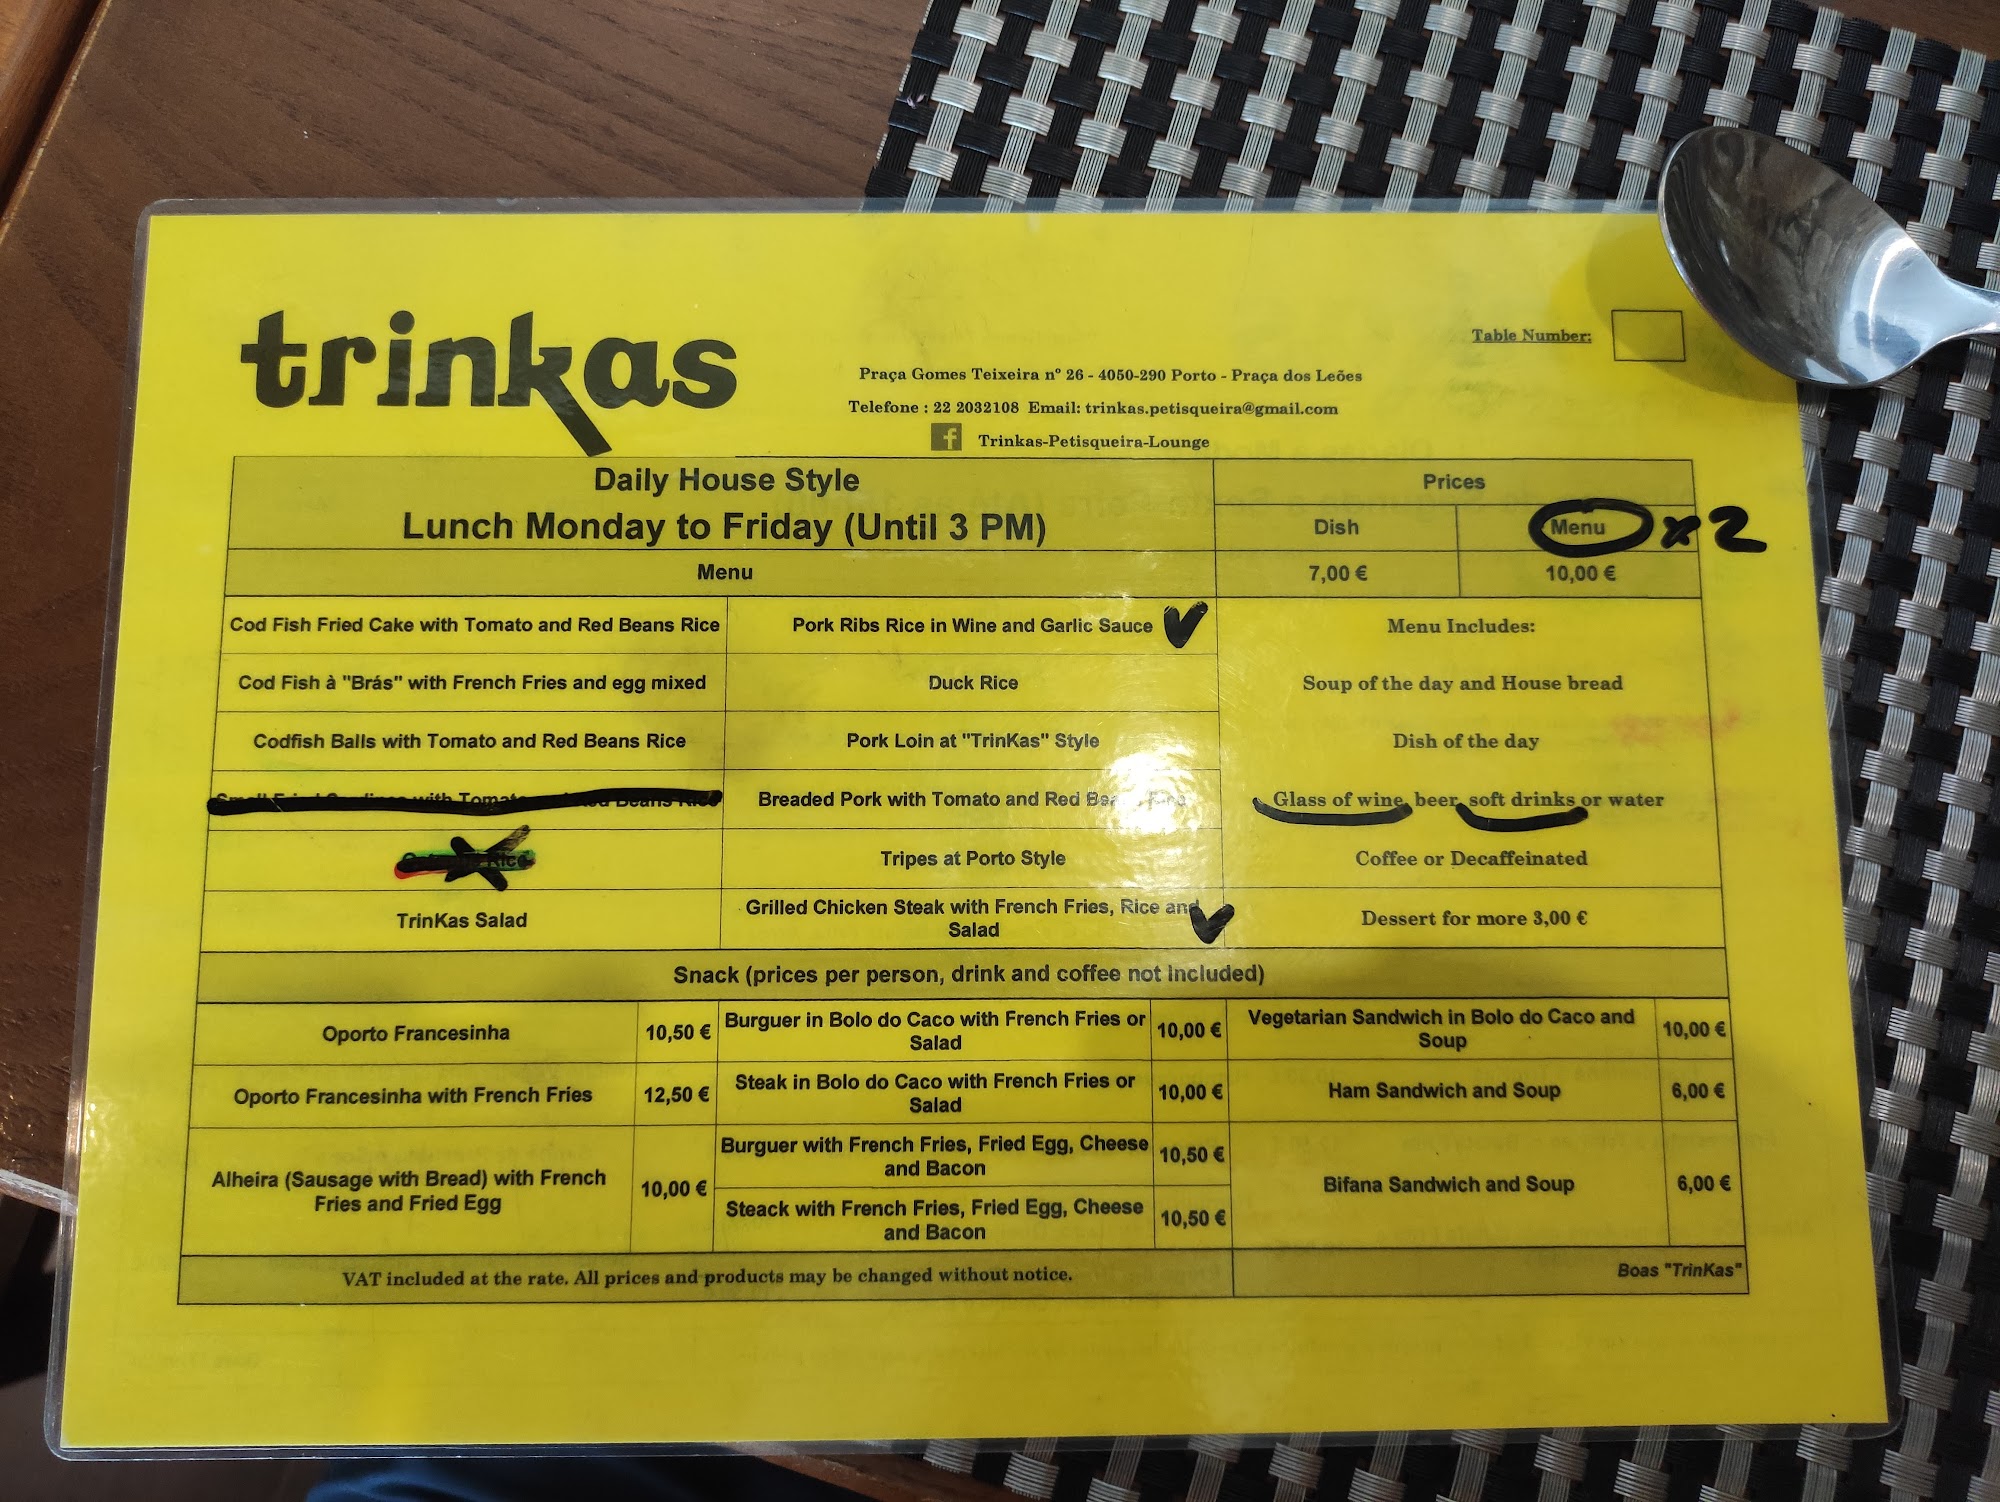 trinkas
Table Number:
Praça Gomes Teixeira nº 26 - 4050-290 Porto - Praça dos Leões
Telefone : 22 2032108 Email: trinkas.petisqueira@gmail.com
f Trinkas-Petisqueira-Lounge
Daily House Style
Lunch Monday to Friday (Until 3 PM)
Prices
Dish
Menu x2
Menu
7,00 €
10,00 €
Cod Fish Fried Cake with Tomato and Red Beans Rice
Pork Ribs Rice in Wine and Garlic Sauce
Menu Includes:
Cod Fish à "Brás" with French Fries and egg mixed
Duck Rice
Soup of the day and House bread
Codfish Balls with Tomato and Red Beans Rice
Pork Loin at "TrinKas" Style
Dish of the day
Small Fried Sardines with Tomato and Red Beans Rice
Breaded Pork with Tomato and Red Beans Rice
Glass of wine, beer, soft drinks or water
Rice
Tripes at Porto Style
Coffee or Decaffeinated
TrinKas Salad
Grilled Chicken Steak with French Fries, Rice and
Salad
Dessert for more 3,00 €
Snack (prices per person, drink and coffee not included)
Oporto Francesinha
10,50 €
Burguer in Bolo do Caco with French Fries or
Salad
10,00 €
Vegetarian Sandwich in Bolo do Caco and
Soup
10,00 €
Oporto Francesinha with French Fries
12,50 €
Steak in Bolo do Caco with French Fries or
Salad
10,00 €
Ham Sandwich and Soup
6,00 €
Alheira (Sausage with Bread) with French
Fries and Fried Egg
10,00 €
Burguer with French Fries, Fried Egg, Cheese
and Bacon
10,50 €
Steack with French Fries, Fried Egg, Cheese
and Bacon
10,50 €
Bifana Sandwich and Soup
6,00 €
VAT included at the rate. All prices and products may be changed without notice.
Boas "TrinKas"